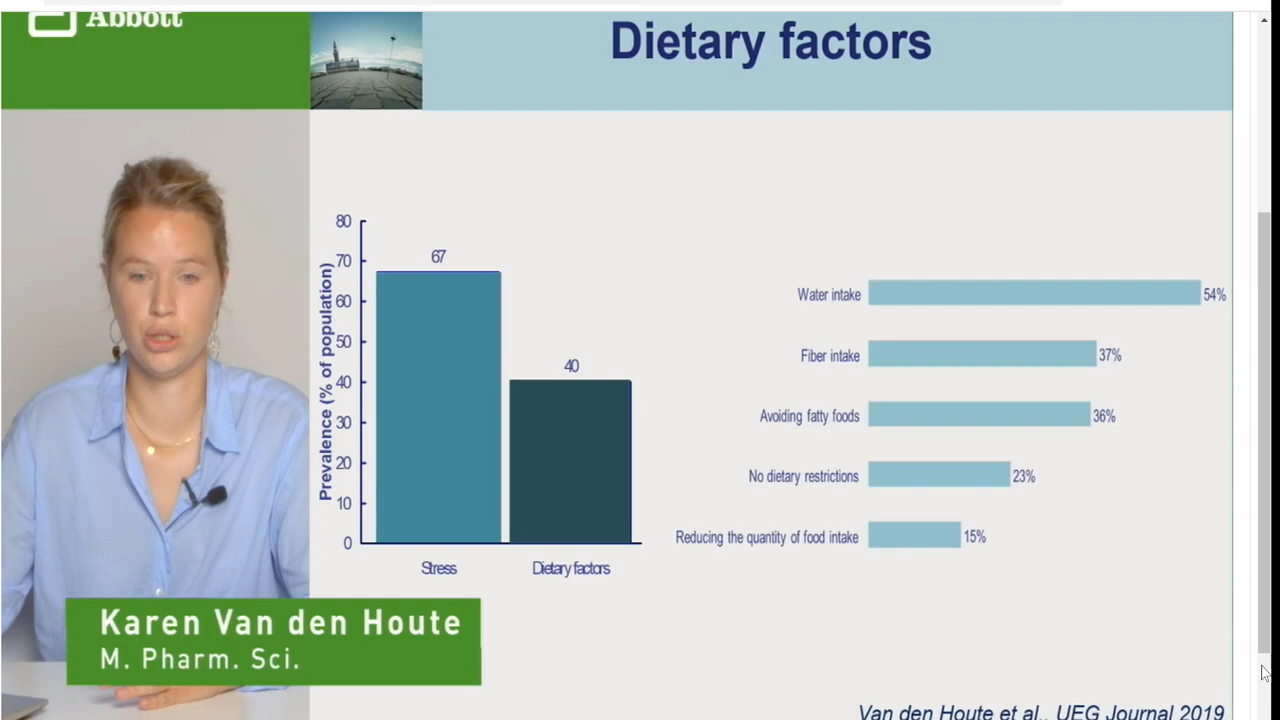 Abbott
Dietary factors
Prevalence (% of population)
80
70
60
50
40
30
20
10
0
67
40
Stress
Dietary factors
Water intake
54%
Fiber intake
37%
Avoiding fatty foods
36%
No dietary restrictions
23%
Reducing the quantity of food intake
15%
Karen Van den Houte
M. Pharm. Sci.
Van den Houte et al., UEG Journal 2019